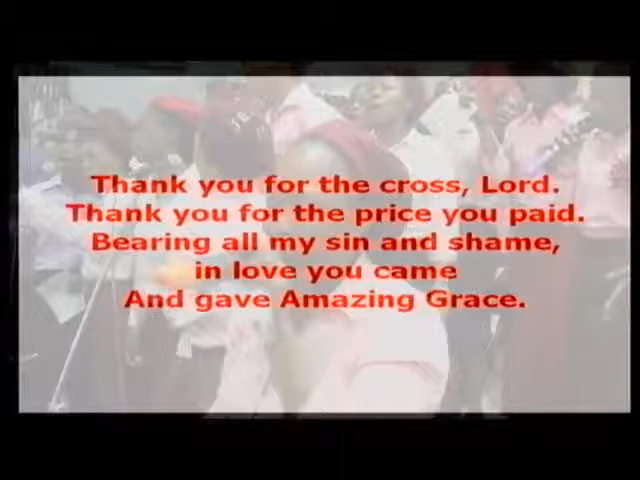 Thank you for the cross, Lord.
Thank you for the price you paid.
Bearing all my sin and shame,
in love you came
And gave Amazing Grace.